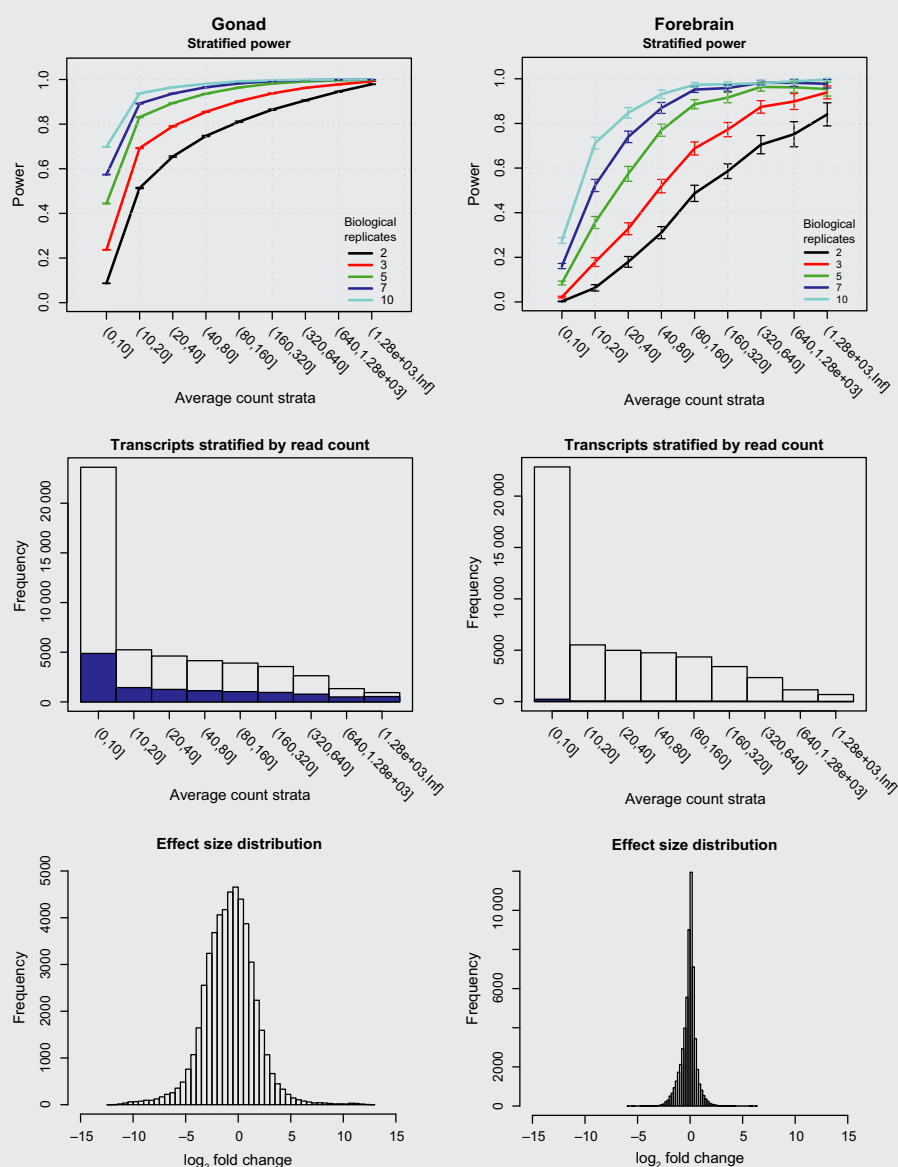 Gonad
Stratified power
Power
0.0
0.2
0.4
0.6
0.8
1.0
Biological
replicates
2
3
5
7
10
(0,10]
(10,20]
(20,40]
(40,80]
(80,160]
(160,320]
(320,640]
(640,1.28e+03]
(1.28e+03,Inf]
Average count strata
Forebrain
Stratified power
Power
0.0
0.2
0.4
0.6
0.8
1.0
Biological
replicates
2
3
5
7
10
(0,10]
(10,20]
(20,40]
(40,80]
(80,160]
(160,320]
(320,640]
(640,1.28e+03]
(1.28e+03,Inf]
Average count strata
Transcripts stratified by read count
Frequency
0
5000
10 000
15 000
20 000
(0,10]
(10,20]
(20,40]
(40,80]
(80,160]
(160,320]
(320,640]
(640,1.28e+03]
(1.28e+03,Inf]
Average count strata
Transcripts stratified by read count
Frequency
0
5000
10 000
15 000
20 000
(0,10]
(10,20]
(20,40]
(40,80]
(80,160]
(160,320]
(320,640]
(640,1.28e+03]
(1.28e+03,Inf]
Average count strata
Effect size distribution
Frequency
0
1000
2000
3000
4000
5000
−15
−10
−5
0
5
10
15
log2 fold change
Effect size distribution
Frequency
0
2000
6000
10 000
−15
−10
−5
0
5
10
15
log2 fold change